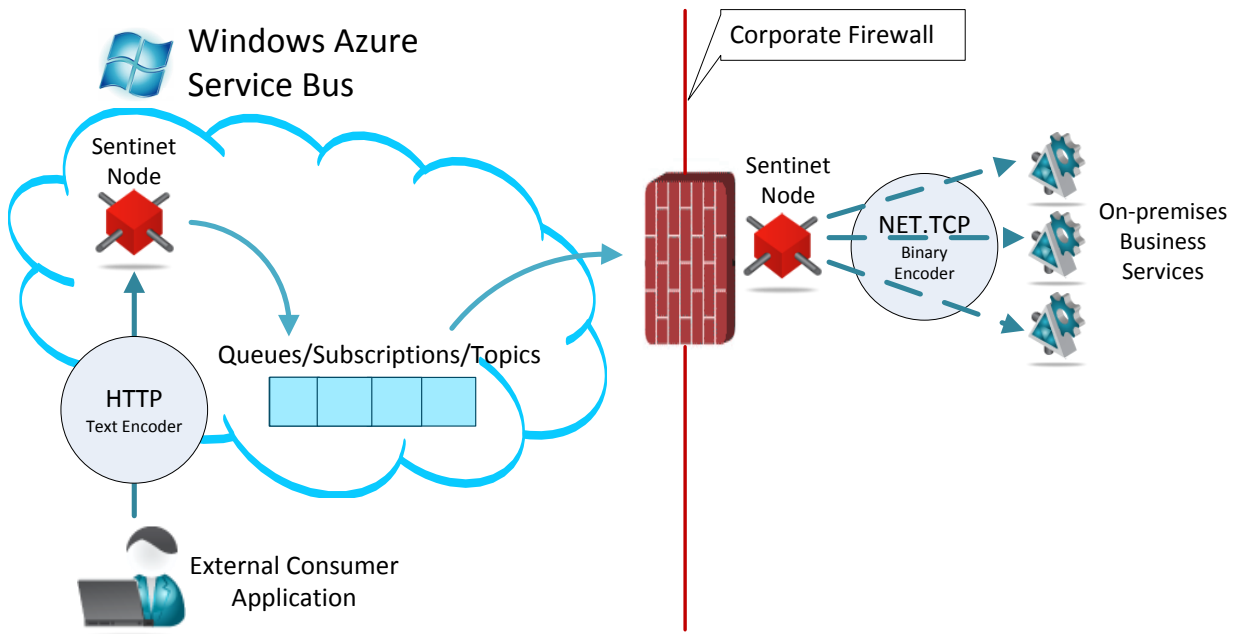 Windows Azure
Service Bus
Corporate Firewall
Sentinet
Node
Sentinet
Node
NET.TCP
Binary
Encoder
On-premises
Business
Services
Queues/Subscriptions/Topics
HTTP
Text Encoder
External Consumer
Application